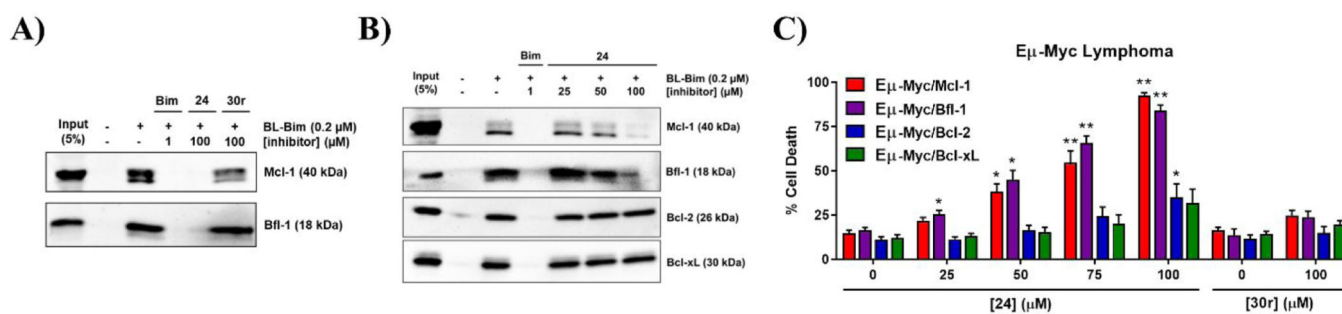 A)
Bim 24 30r
Input - + + + + BL-Bim (0.2 µM)
(5%) - - 1 100 100 [inhibitor] (µM)
Mcl-1 (40 kDa)
Bfl-1 (18 kDa)
B)
Bim 24
Input - + + + + + BL-Bim (0.2 µM)
(5%) - - 1 25 50 100 [inhibitor] (µM)
Mcl-1 (40 kDa)
Bfl-1 (18 kDa)
Bcl-2 (26 kDa)
Bcl-xL (30 kDa)
C)
Eµ-Myc Lymphoma
Eµ-Myc/Mcl-1
Eµ-Myc/Bfl-1
Eµ-Myc/Bcl-2
Eµ-Myc/Bcl-xL
% Cell Death
100
75
50
25
0
* * * ** ** ** ** *
0 25 50 75 100 0 100
[24] (µM) [30r] (µM)